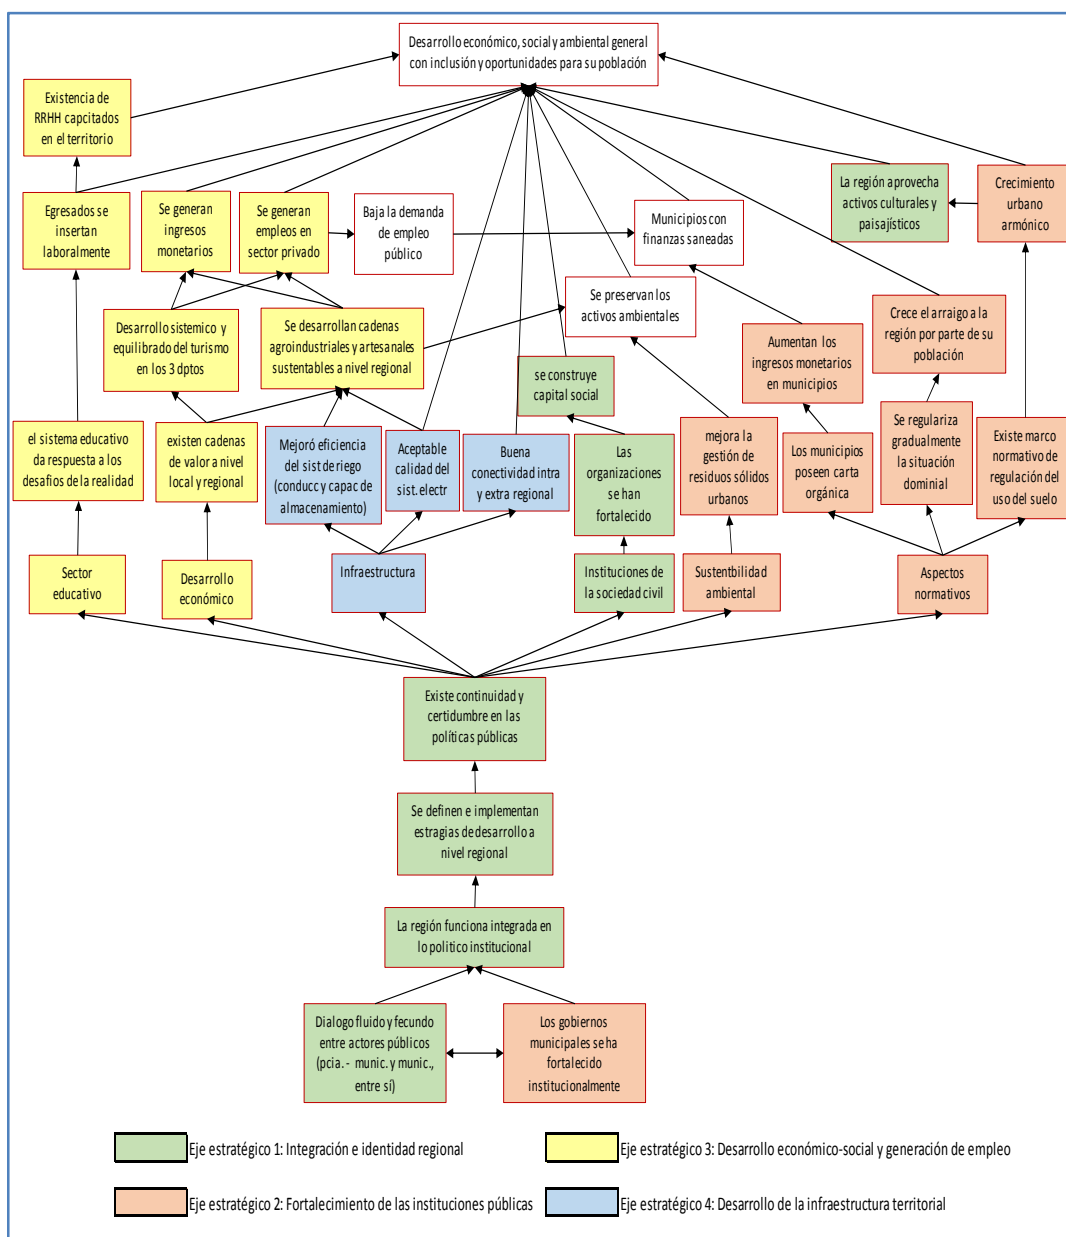 Desarrollo económico, social y ambiental general
con inclusión y oportunidades para su población
Existencia de
RRHH capcitados
en el territorio
Egresados se
insertan
laboralmente
Se generan
ingresos
monetarios
Se generan
empleos en
sector privado
Baja la demanda
de empleo
público
Municipios con
finanzas saneadas
La región aprovecha
activos culturales y
paisajísticos
Crecimiento
urbano
armónico
Se preservan los
activos ambientales
Desarrollo sistemico y
equilibrado del turismo
en los 3 dptos
Se desarrollan cadenas
agroindustriales y artesanales
sustentables a nivel regional
se construye
capital social
Aumentan los
ingresos monetarios
en municipios
Crece el arraigo a la
región por parte de su
población
el sistema educativo
da respuesta a los
desafios de la realidad
existen cadenas
de valor a nivel
local y regional
Mejoró eficiencia
del sist de riego
(conducc y capac de
almacenamiento)
Aceptable
calidad del
sist. electr
Buena
conectividad intra
y extra regional
Las
organizaciones
se han
fortalecido
mejora la
gestión de
residuos sólidos
urbanos
Los municipios
poseen carta
orgánica
Se regulariza
gradualmente
la situación
dominial
Existe marco
normativo de
regulación del
uso del suelo
Sector
educativo
Desarrollo
económico
Infraestructura
Instituciones de
la sociedad civil
Sustentbilidad
ambiental
Aspectos
normativos
Existe continuidad y
certidumbre en las
políticas públicas
Se definen e implementan
estragias de desarrollo a
nivel regional
La región funciona integrada en
lo politico institucional
Dialogo fluido y fecundo
entre actores públicos
(pcia. - munic. y munic.,
entre sí)
Los gobiernos
municipales se ha
fortalecido
institucionalmente
Eje estratégico 1: Integración e identidad regional
Eje estratégico 3: Desarrollo económico-social y generación de empleo
Eje estratégico 2: Fortalecimiento de las instituciones públicas
Eje estratégico 4: Desarrollo de la infraestructura territorial